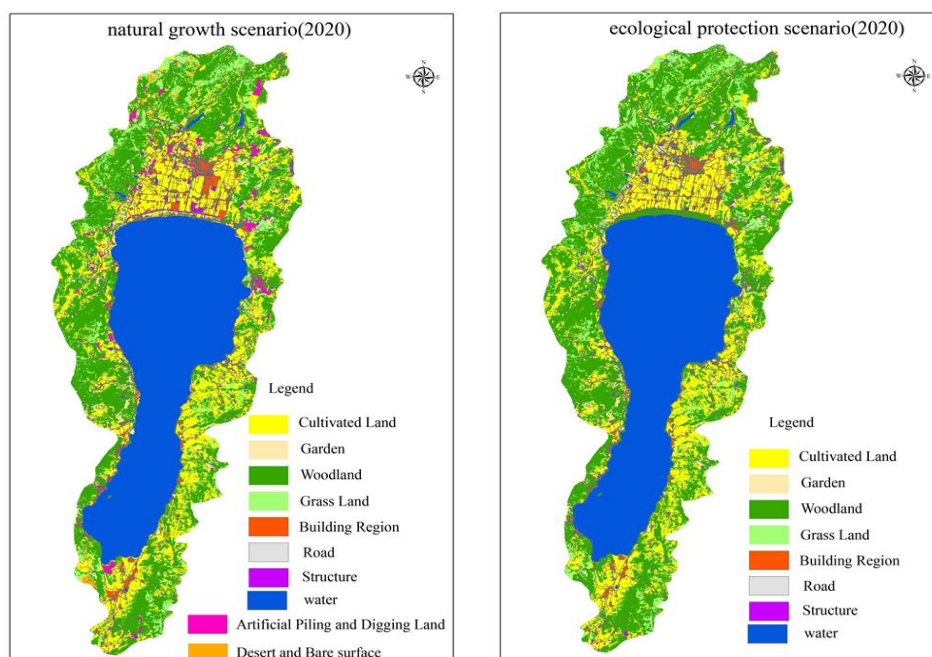 natural growth scenario(2020)
N
W E
S
Legend
Cultivated Land
Garden
Woodland
Grass Land
Building Region
Road
Structure
water
Artificial Piling and Digging Land
Desert and Bare surface
ecological protection scenario(2020)
N
W E
S
Legend
Cultivated Land
Garden
Woodland
Grass Land
Building Region
Road
Structure
water